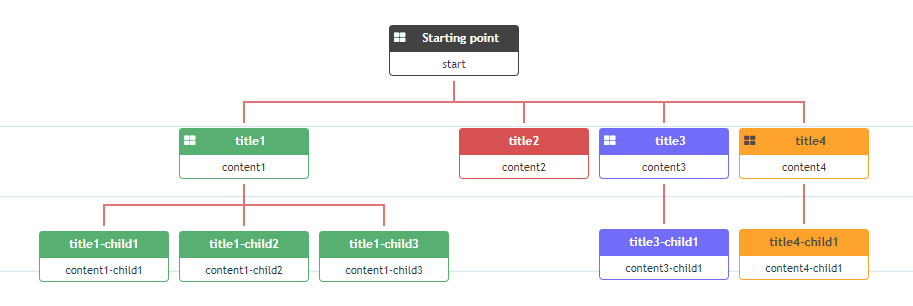 Starting point
start
title1
content1
title2
content2
title3
content3
title4
content4
title1-child1
content1-child1
title1-child2
content1-child2
title1-child3
content1-child3
title3-child1
content3-child1
title4-child1
content4-child1